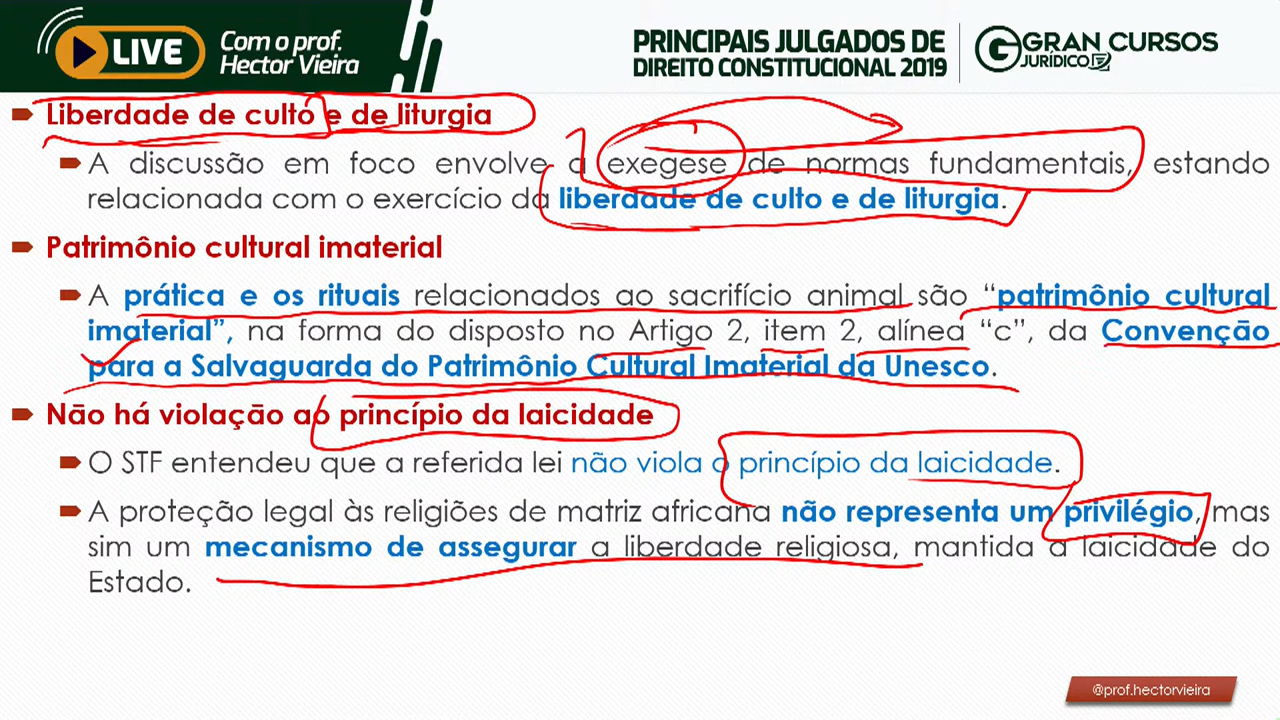 LIVE
Com o prof.
Hector Vieira
PRINCIPAIS JULGADOS DE
DIREITO CONSTITUCIONAL 2019
GRAN CURSOS
JURÍDICO
Liberdade de culto e de liturgia
A discussão em foco envolve a exegese de normas fundamentais, estando
relacionada com o exercício da liberdade de culto e de liturgia.
Patrimônio cultural imaterial
A prática e os rituais relacionados ao sacrifício animal são “patrimônio cultural
imaterial”, na forma do disposto no Artigo 2, item 2, alínea “c”, da Convenção
para a Salvaguarda do Patrimônio Cultural Imaterial da Unesco.
Não há violação ao princípio da laicidade
O STF entendeu que a referida lei não viola o princípio da laicidade.
A proteção legal às religiões de matriz africana não representa um privilégio, mas
sim um mecanismo de assegurar a liberdade religiosa, mantida a laicidade do
Estado.
@prof.hectorvieira